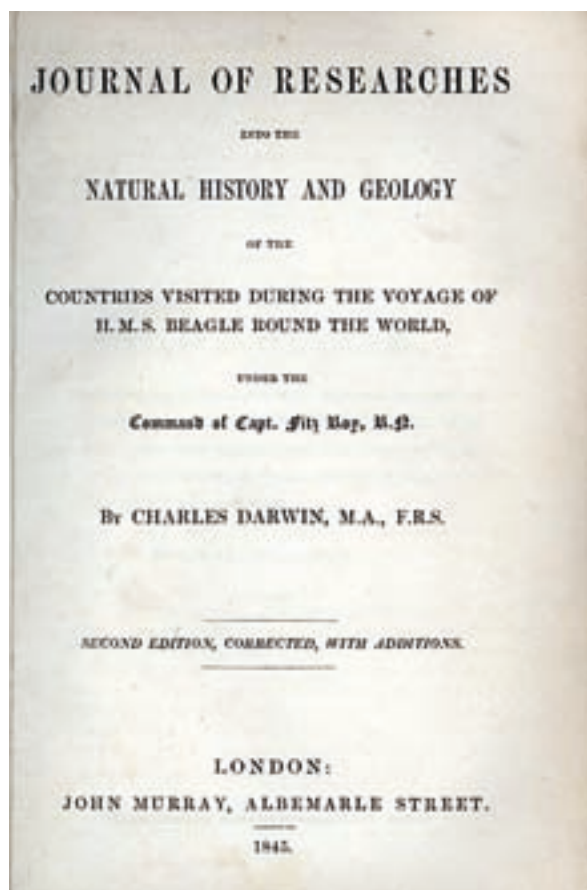 JOURNAL OF RESEARCHES
INTO THE
NATURAL HISTORY AND GEOLOGY
OF THE
COUNTRIES VISITED DURING THE VOYAGE OF
H.M.S. BEAGLE ROUND THE WORLD,
UNDER THE
Command of Capt. Fitz Roy, R.N.
By CHARLES DARWIN, M.A., F.R.S.
SECOND EDITION, CORRECTED, WITH ADDITIONS.
LONDON:
JOHN MURRAY, ALBEMARLE STREET.
1845.